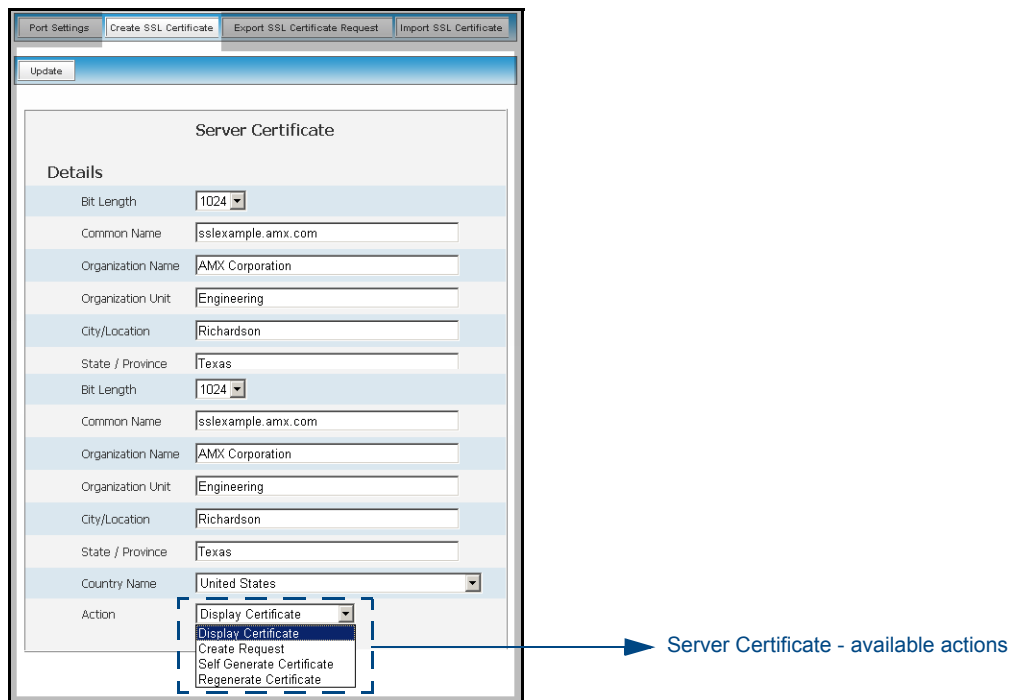 Port Settings Create SSL Certificate Export SSL Certificate Request Import SSL Certificate
Update
Server Certificate
Details
Bit Length 1024
Common Name sslexample.amx.com
Organization Name AMX Corporation
Organization Unit Engineering
City/Location Richardson
State / Province Texas
Bit Length 1024
Common Name sslexample.amx.com
Organization Name AMX Corporation
Organization Unit Engineering
City/Location Richardson
State / Province Texas
Country Name United States
Action Display Certificate
Display Certificate
Create Request
Self Generate Certificate
Regenerate Certificate
Server Certificate - available actions